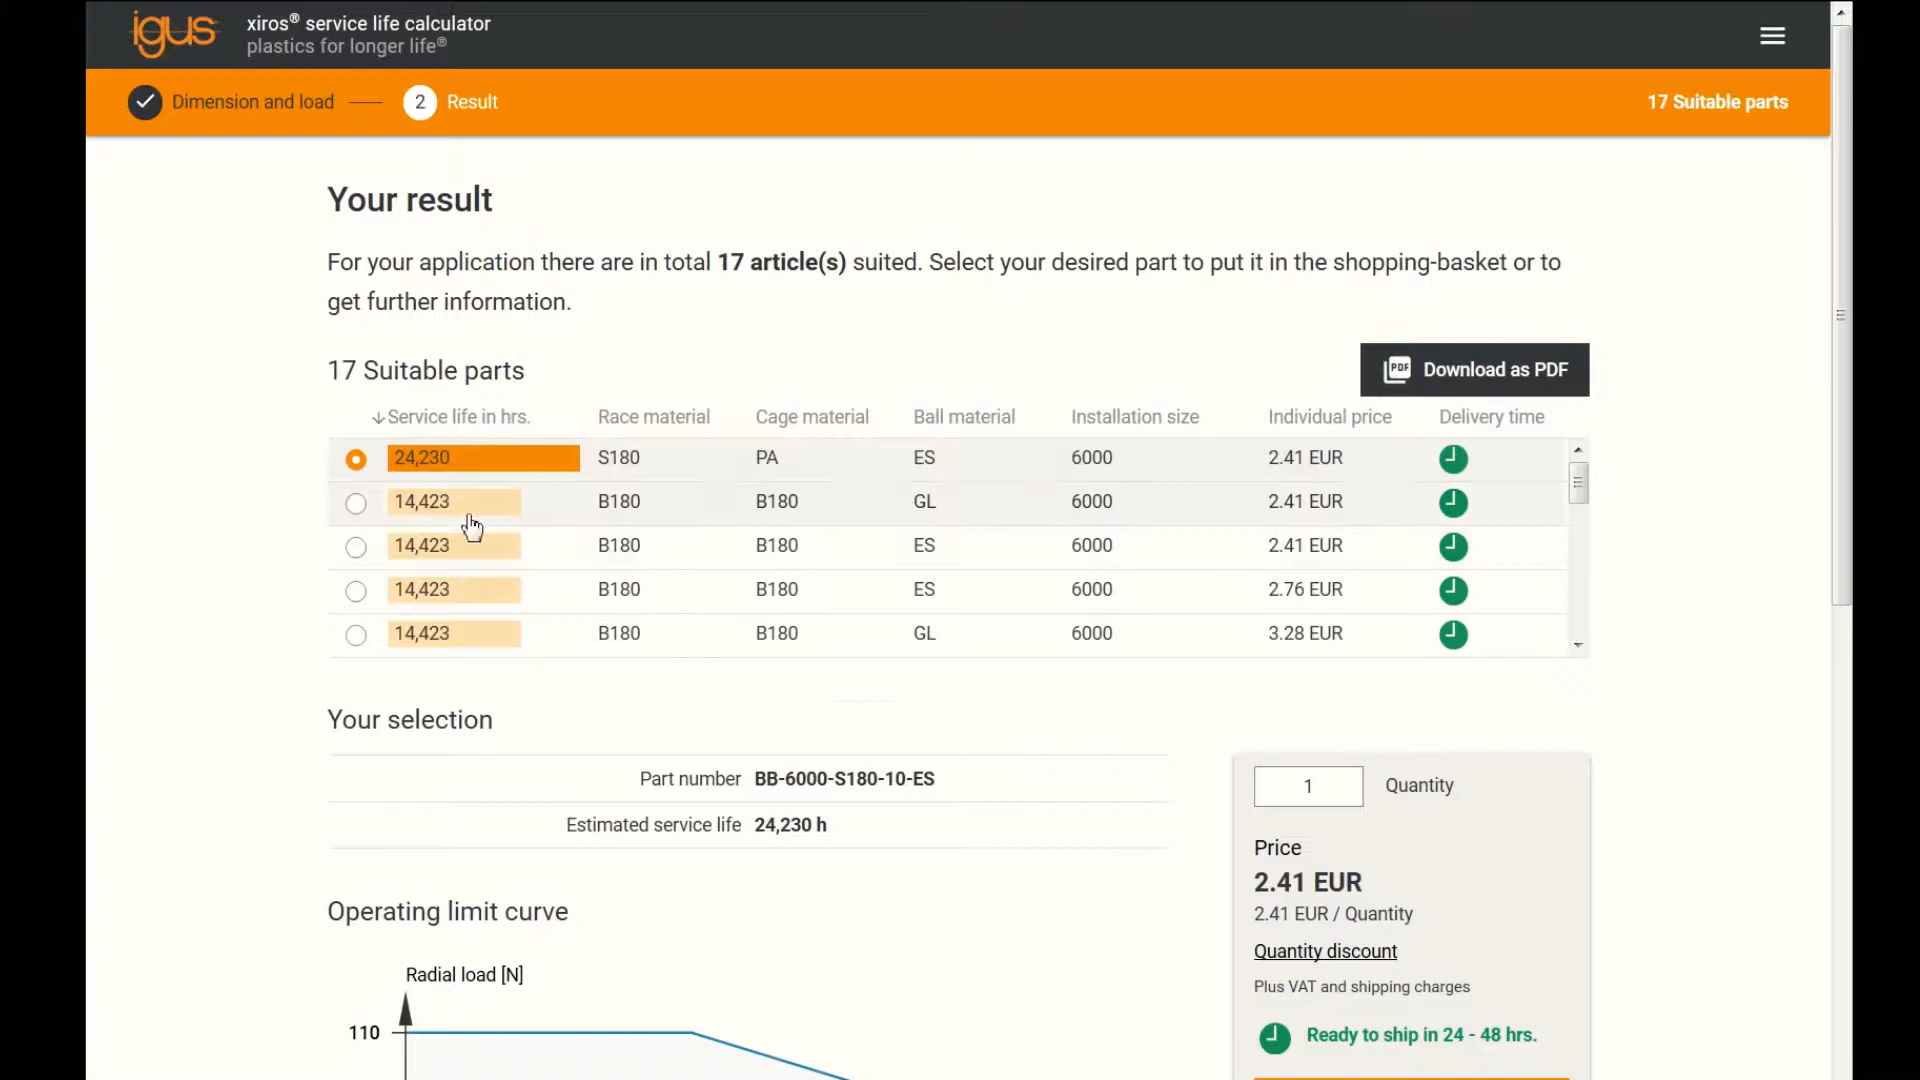 igus
xiros® service life calculator
plastics for longer life®
Dimension and load
2 Result
17 Suitable parts
Your result
For your application there are in total 17 article(s) suited. Select your desired part to put it in the shopping-basket or to
get further information.
17 Suitable parts
PDF Download as PDF
↓Service life in hrs. Race material Cage material Ball material Installation size Individual price Delivery time
24,230 S180 PA ES 6000 2.41 EUR
14,423 B180 B180 GL 6000 2.41 EUR
14,423 B180 B180 ES 6000 2.41 EUR
14,423 B180 B180 ES 6000 2.76 EUR
14,423 B180 B180 GL 6000 3.28 EUR
Your selection
Part number BB-6000-S180-10-ES
Estimated service life 24,230 h
1 Quantity
Price
2.41 EUR
2.41 EUR / Quantity
Quantity discount
Plus VAT and shipping charges
Ready to ship in 24 - 48 hrs.
Operating limit curve
Radial load [N]
110